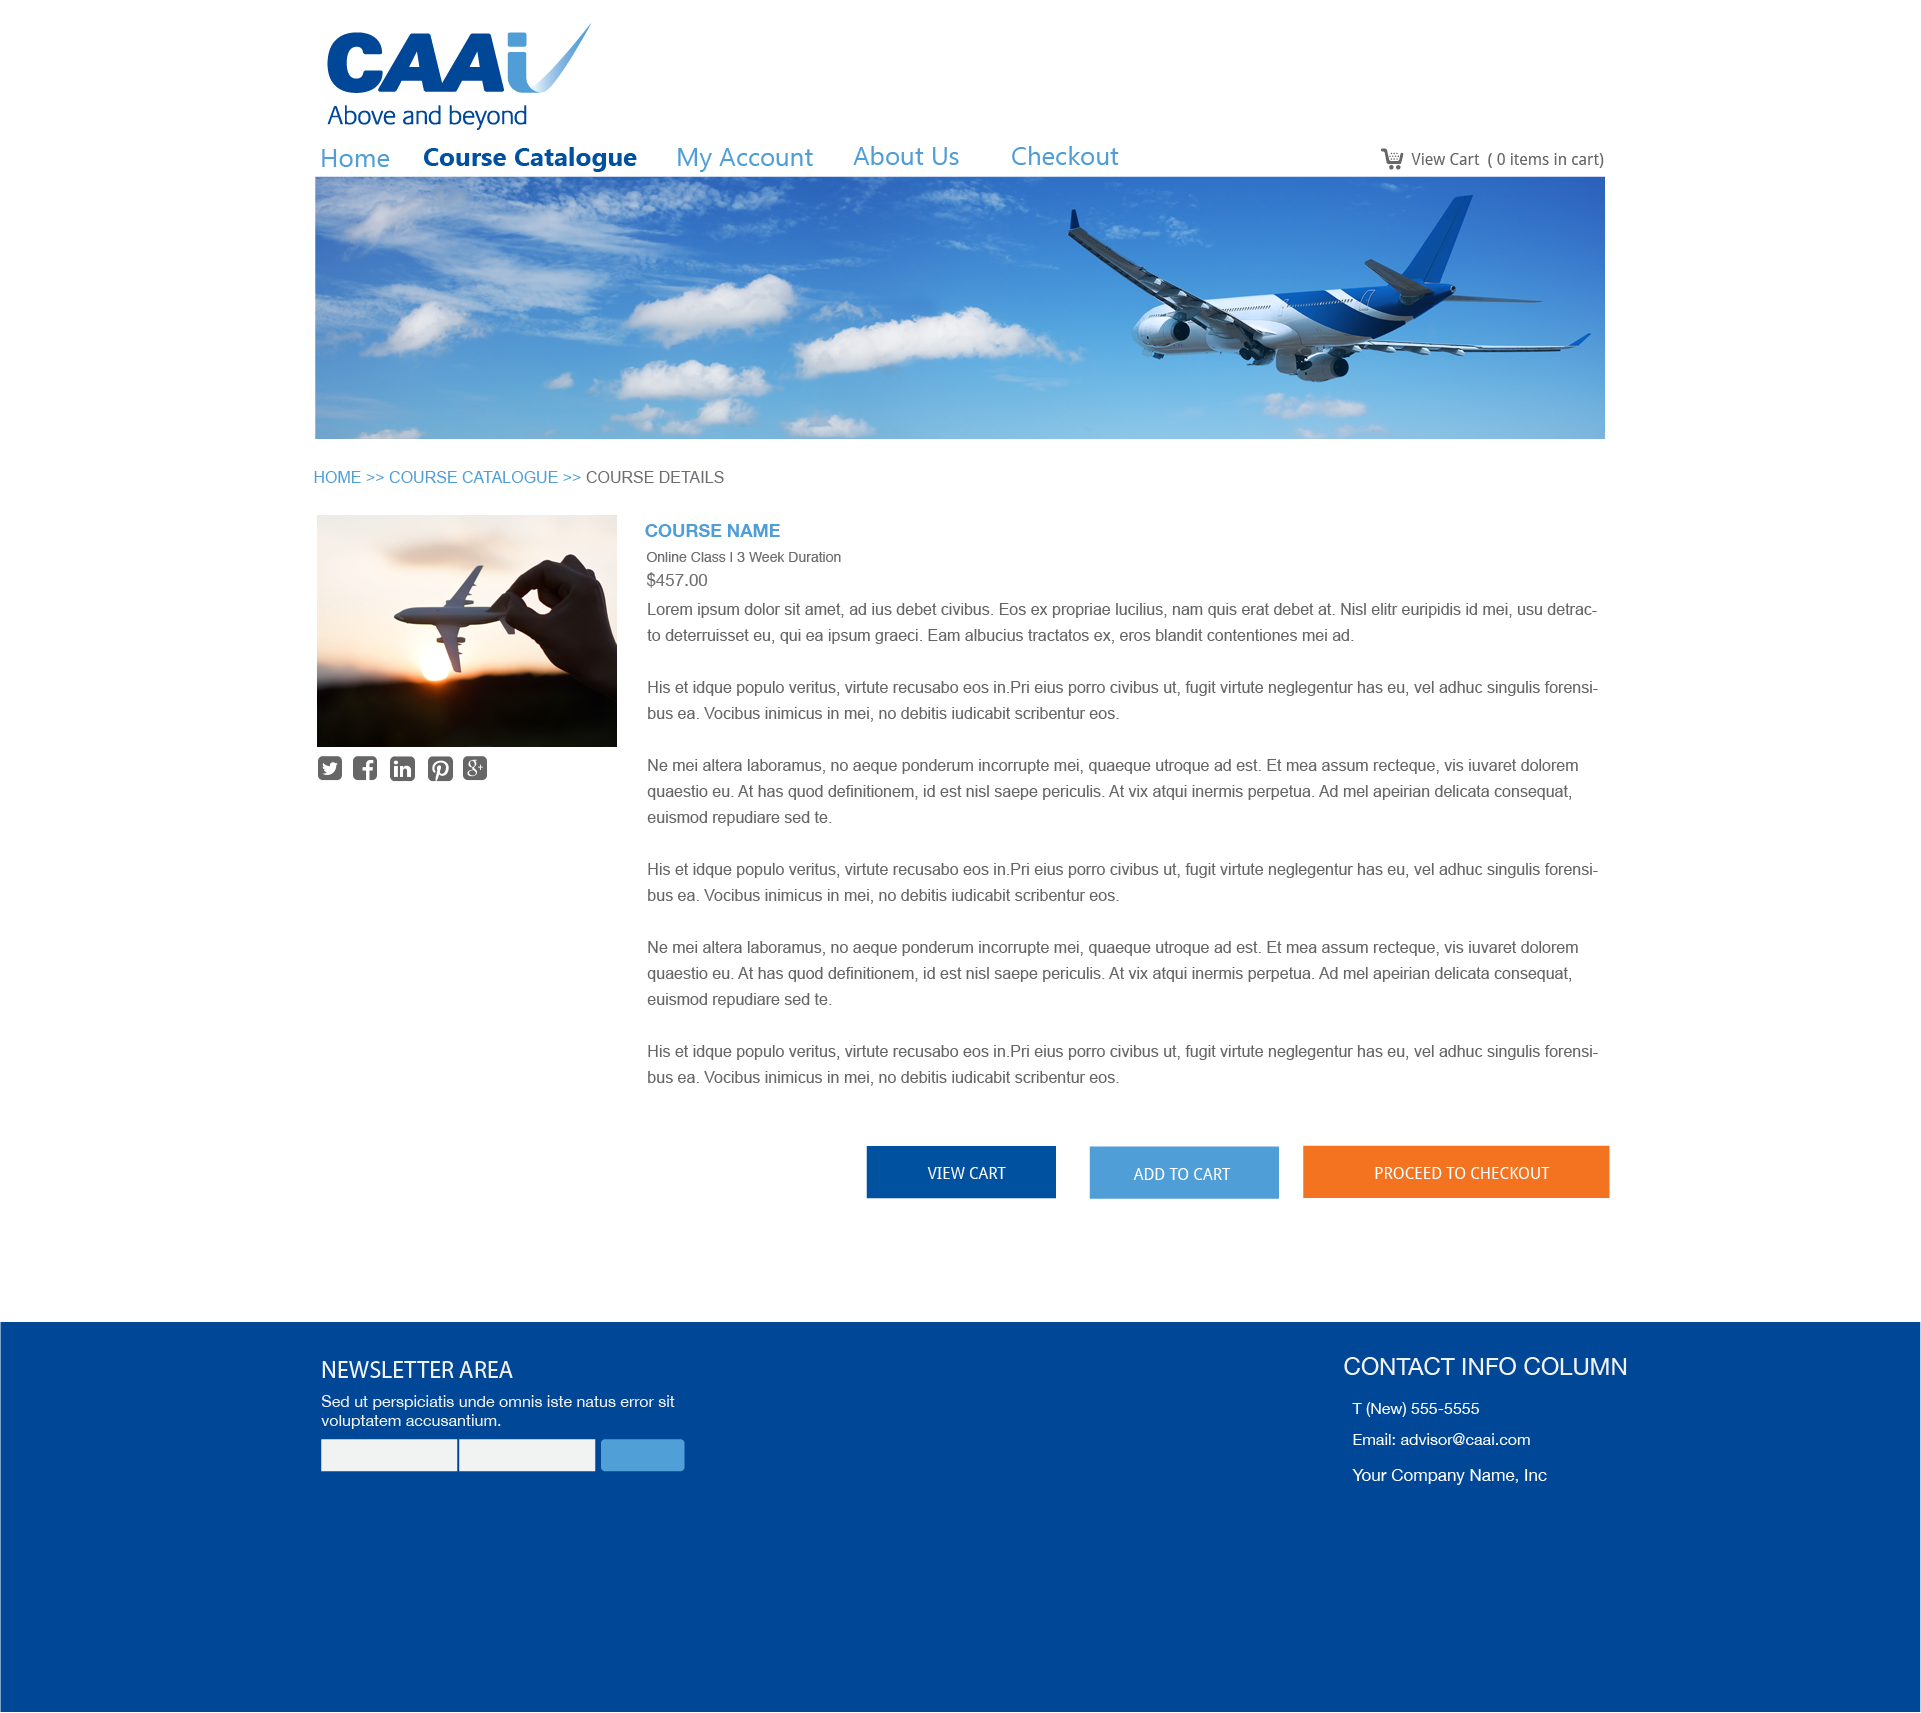 CAAi
Above and beyond
Home Course Catalogue My Account About Us Checkout View Cart ( 0 items in cart)
HOME >> COURSE CATALOGUE >> COURSE DETAILS
COURSE NAME
Online Class I 3 Week Duration
$457.00
Lorem ipsum dolor sit amet, ad ius debet civibus. Eos ex propriae lucilius, nam quis erat debet at. Nisl elitr euripidis id mei, usu detrac-
to deterruisset eu, qui ea ipsum graeci. Eam albucius tractatos ex, eros blandit contentiones mei ad.
His et idque populo veritus, virtute recusabo eos in.Pri eius porro civibus ut, fugit virtute neglegentur has eu, vel adhuc singulis forensi-
bus ea. Vocibus inimicus in mei, no debitis iudicabit scribentur eos.
Ne mei altera laboramus, no aeque ponderum incorrupte mei, quaeque utroque ad est. Et mea assum recteque, vis iuvaret dolorem
quaestio eu. At has quod definitionem, id est nisl saepe periculis. At vix atqui inermis perpetua. Ad mel apeirian delicata consequat,
euismod repudiare sed te.
His et idque populo veritus, virtute recusabo eos in.Pri eius porro civibus ut, fugit virtute neglegentur has eu, vel adhuc singulis forensi-
bus ea. Vocibus inimicus in mei, no debitis iudicabit scribentur eos.
Ne mei altera laboramus, no aeque ponderum incorrupte mei, quaeque utroque ad est. Et mea assum recteque, vis iuvaret dolorem
quaestio eu. At has quod definitionem, id est nisl saepe periculis. At vix atqui inermis perpetua. Ad mel apeirian delicata consequat,
euismod repudiare sed te.
His et idque populo veritus, virtute recusabo eos in.Pri eius porro civibus ut, fugit virtute neglegentur has eu, vel adhuc singulis forensi-
bus ea. Vocibus inimicus in mei, no debitis iudicabit scribentur eos.
VIEW CART ADD TO CART PROCEED TO CHECKOUT
NEWSLETTER AREA
Sed ut perspiciatis unde omnis iste natus error sit
voluptatem accusantium.
CONTACT INFO COLUMN
T (New) 555-5555
Email: advisor@caai.com
Your Company Name, Inc